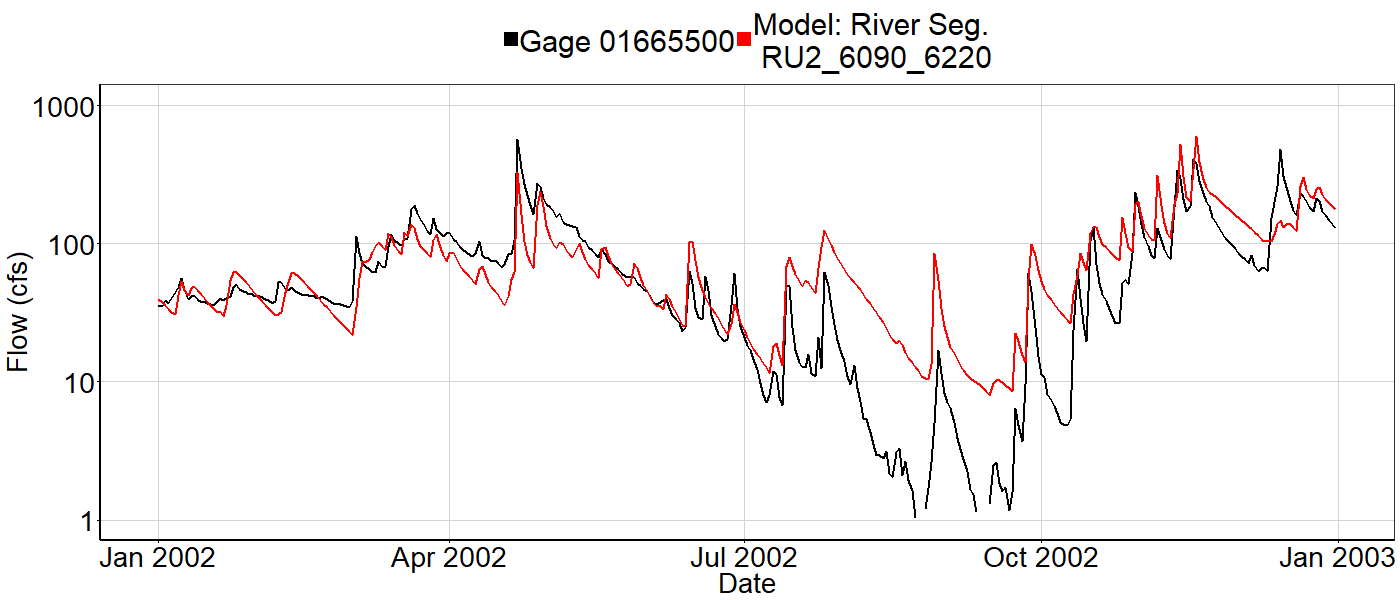 Gage 01665500
Model: River Seg.
RU2_6090_6220
Flow (cfs)
1000
100
10
1
Jan 2002
Apr 2002
Jul 2002
Oct 2002
Jan 2003
Date